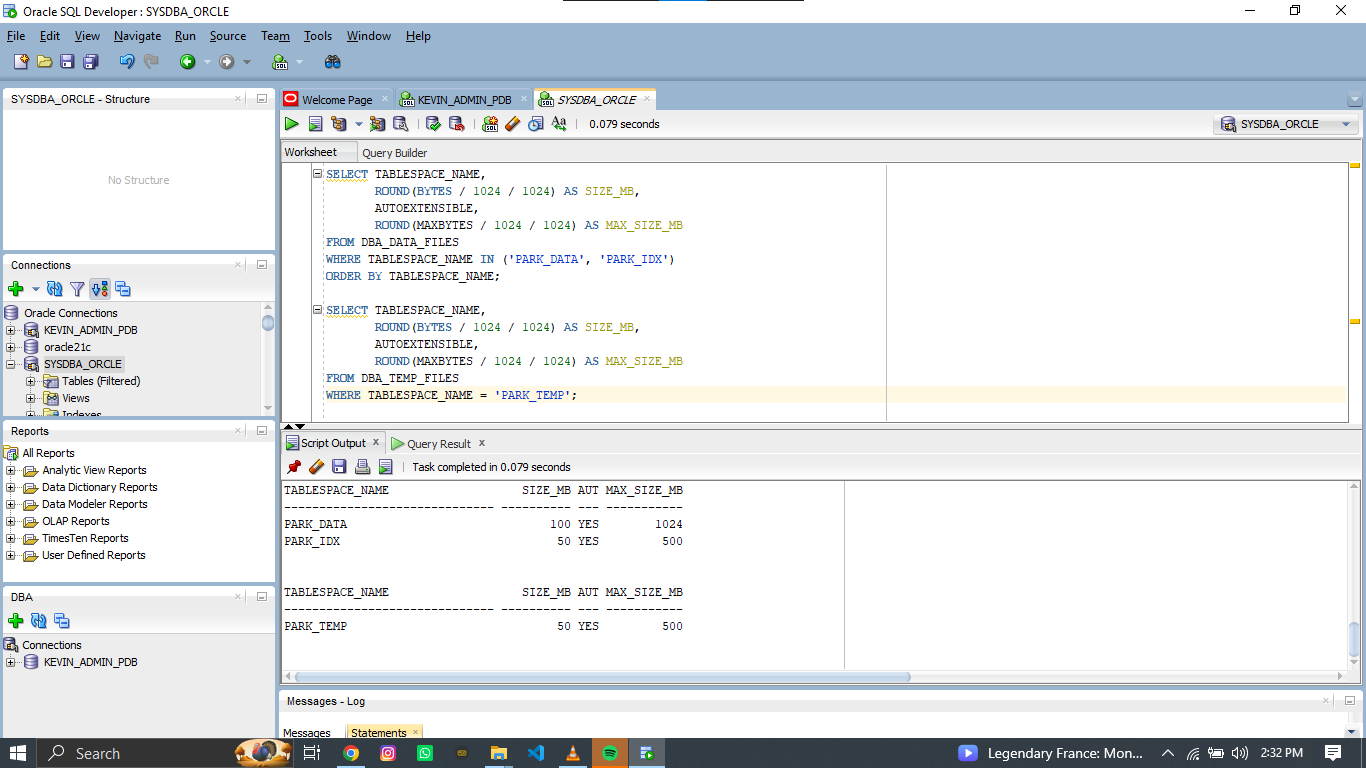 Oracle SQL Developer : SYSDBA_ORCLE
File Edit View Navigate Run Source Team Tools Window Help
SYSDBA_ORCLE - Structure
No Structure
Connections
Oracle Connections
KEVIN_ADMIN_PDB
oracle21c
SYSDBA_ORCLE
Tables (Filtered)
Views
Indexes
Reports
All Reports
Analytic View Reports
Data Dictionary Reports
Data Modeler Reports
OLAP Reports
TimesTen Reports
User Defined Reports
DBA
Connections
KEVIN_ADMIN_PDB
Welcome Page KEVIN_ADMIN_PDB SYSDBA_ORCLE
0.079 seconds SYSDBA_ORCLE
Worksheet Query Builder
SELECT TABLESPACE_NAME,
ROUND(BYTES / 1024 / 1024) AS SIZE_MB,
AUTOEXTENSIBLE,
ROUND(MAXBYTES / 1024 / 1024) AS MAX_SIZE_MB
FROM DBA_DATA_FILES
WHERE TABLESPACE_NAME IN ('PARK_DATA', 'PARK_IDX')
ORDER BY TABLESPACE_NAME;
SELECT TABLESPACE_NAME,
ROUND(BYTES / 1024 / 1024) AS SIZE_MB,
AUTOEXTENSIBLE,
ROUND(MAXBYTES / 1024 / 1024) AS MAX_SIZE_MB
FROM DBA_TEMP_FILES
WHERE TABLESPACE_NAME = 'PARK_TEMP';
Script Output Query Result
Task completed in 0.079 seconds
TABLESPACE_NAME SIZE_MB AUT MAX_SIZE_MB
------------------------------ ---------- --- -----------
PARK_DATA 100 YES 1024
PARK_IDX 50 YES 500
TABLESPACE_NAME SIZE_MB AUT MAX_SIZE_MB
------------------------------ ---------- --- -----------
PARK_TEMP 50 YES 500
Messages - Log
Messages Statements
Search
Legendary France: Mon...
2:32 PM